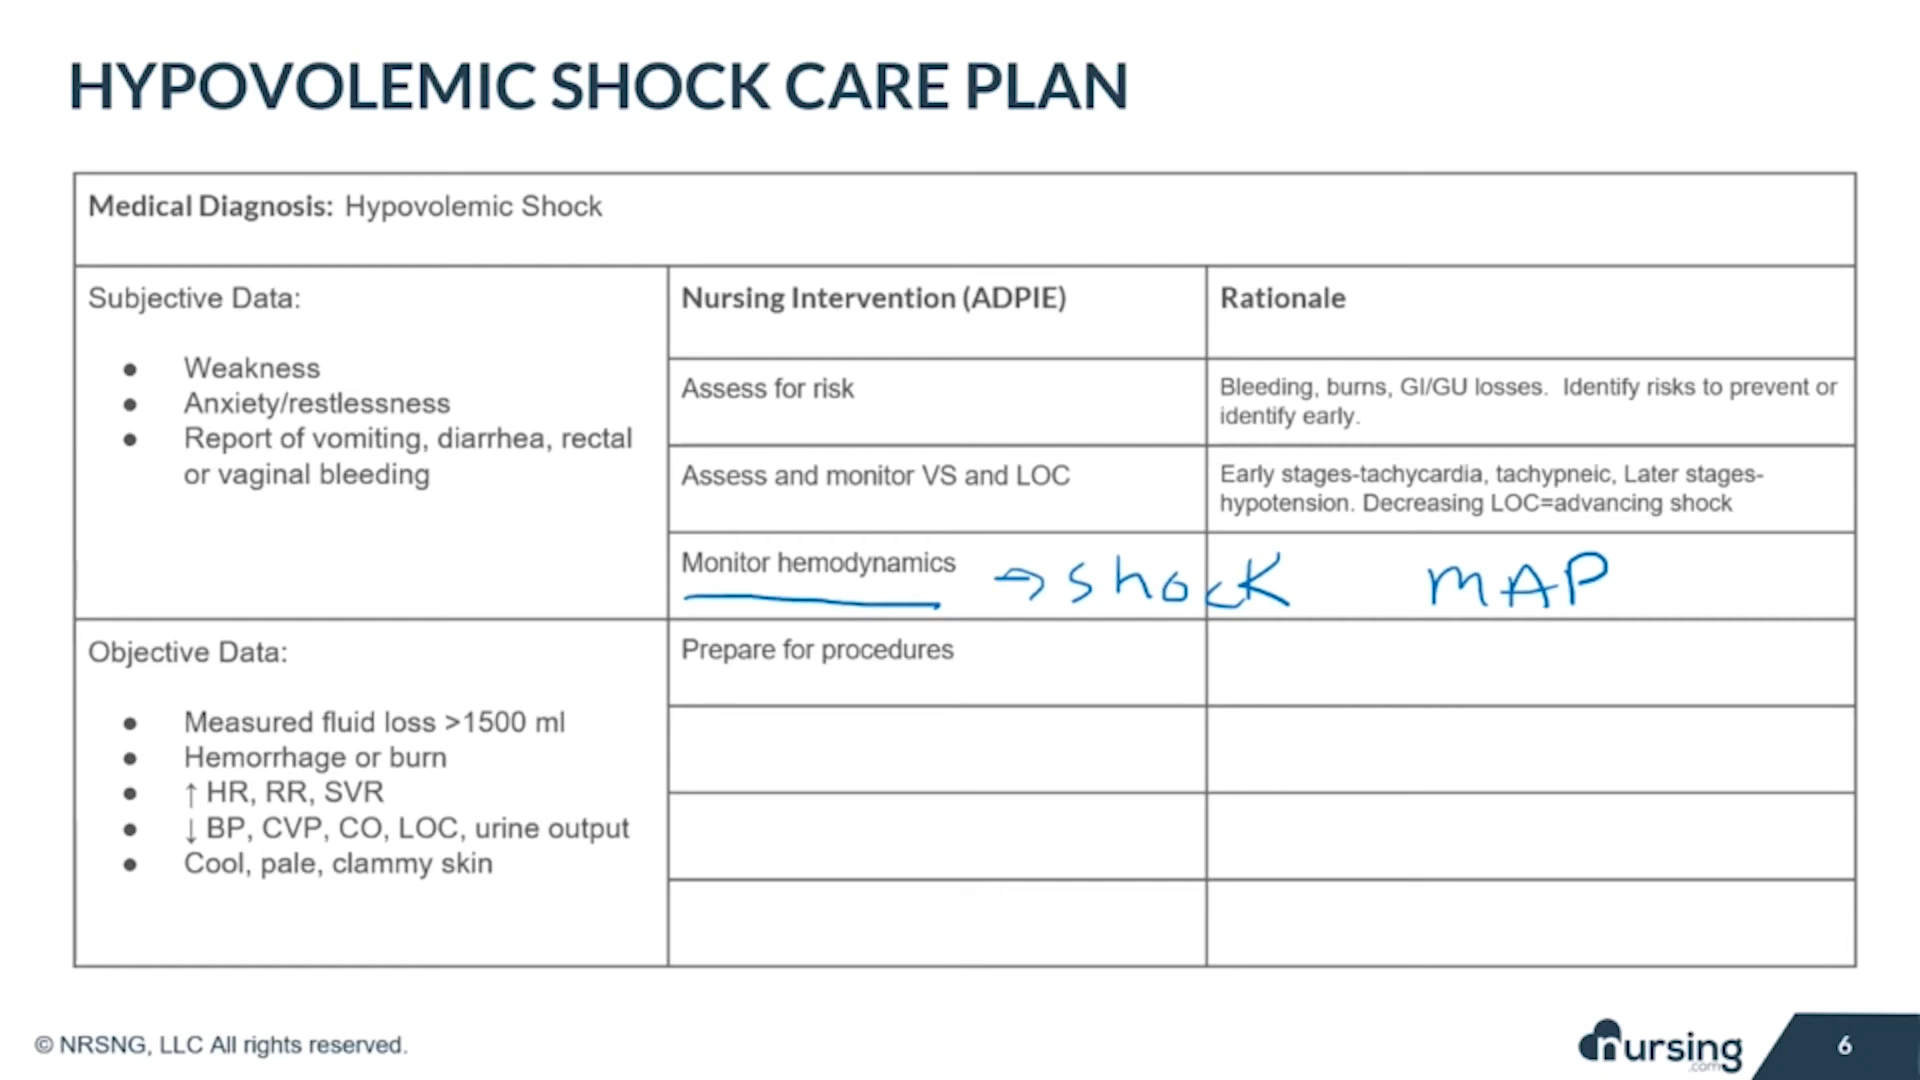 HYPOVOLEMIC SHOCK CARE PLAN
Medical Diagnosis: Hypovolemic Shock
Subjective Data:
● Weakness
● Anxiety/restlessness
● Report of vomiting, diarrhea, rectal
or vaginal bleeding
Nursing Intervention (ADPIE)
Rationale
Assess for risk
Bleeding, burns, GI/GU losses.  Identify risks to prevent or
identify early.
Assess and monitor VS and LOC
Early stages-tachycardia, tachypneic, Later stages-
hypotension. Decreasing LOC=advancing shock
Monitor hemodynamics → shock MAP
Objective Data:
● Measured fluid loss >1500 ml
● Hemorrhage or burn
● ↑ HR, RR, SVR
● ↓ BP, CVP, CO, LOC, urine output
● Cool, pale, clammy skin
Prepare for procedures
© NRSNG, LLC All rights reserved.
nursing
.com
6